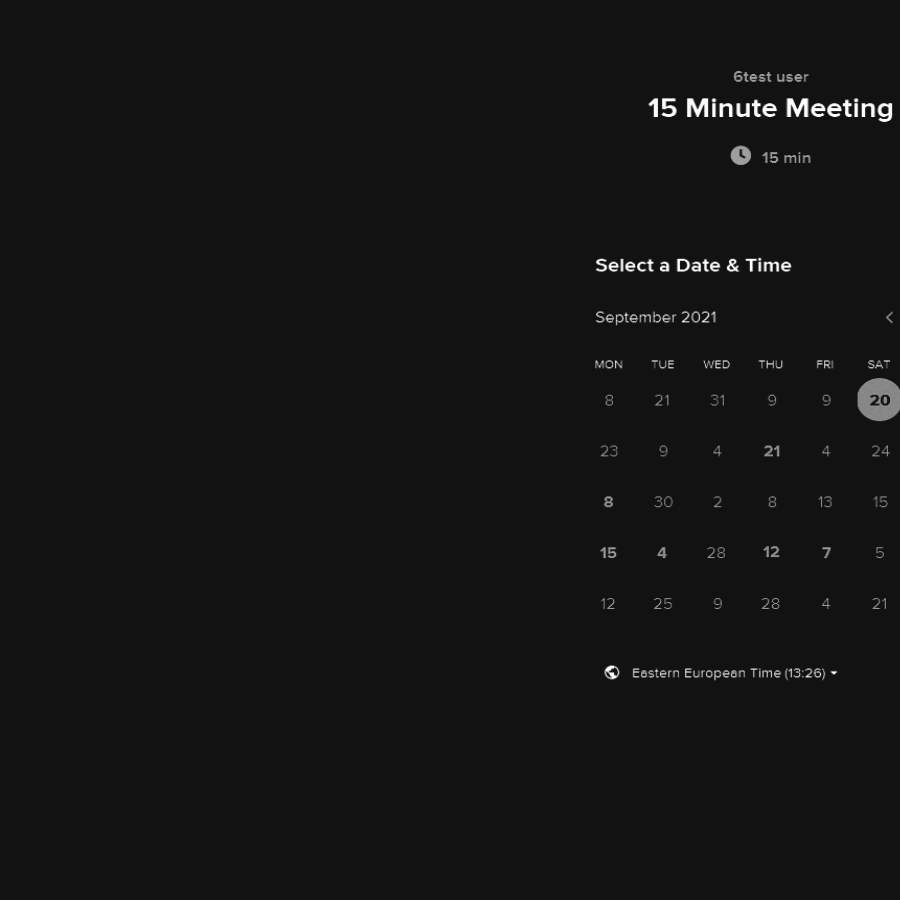 6test user
15 Minute Meeting
15 min
Select a Date & Time
September 2021
MON TUE WED THU FRI SAT
8 21 31 9 9 20
23 9 4 21 4 24
8 30 2 8 13 15
15 4 28 12 7 5
12 25 9 28 4 21
Eastern European Time (13:26)